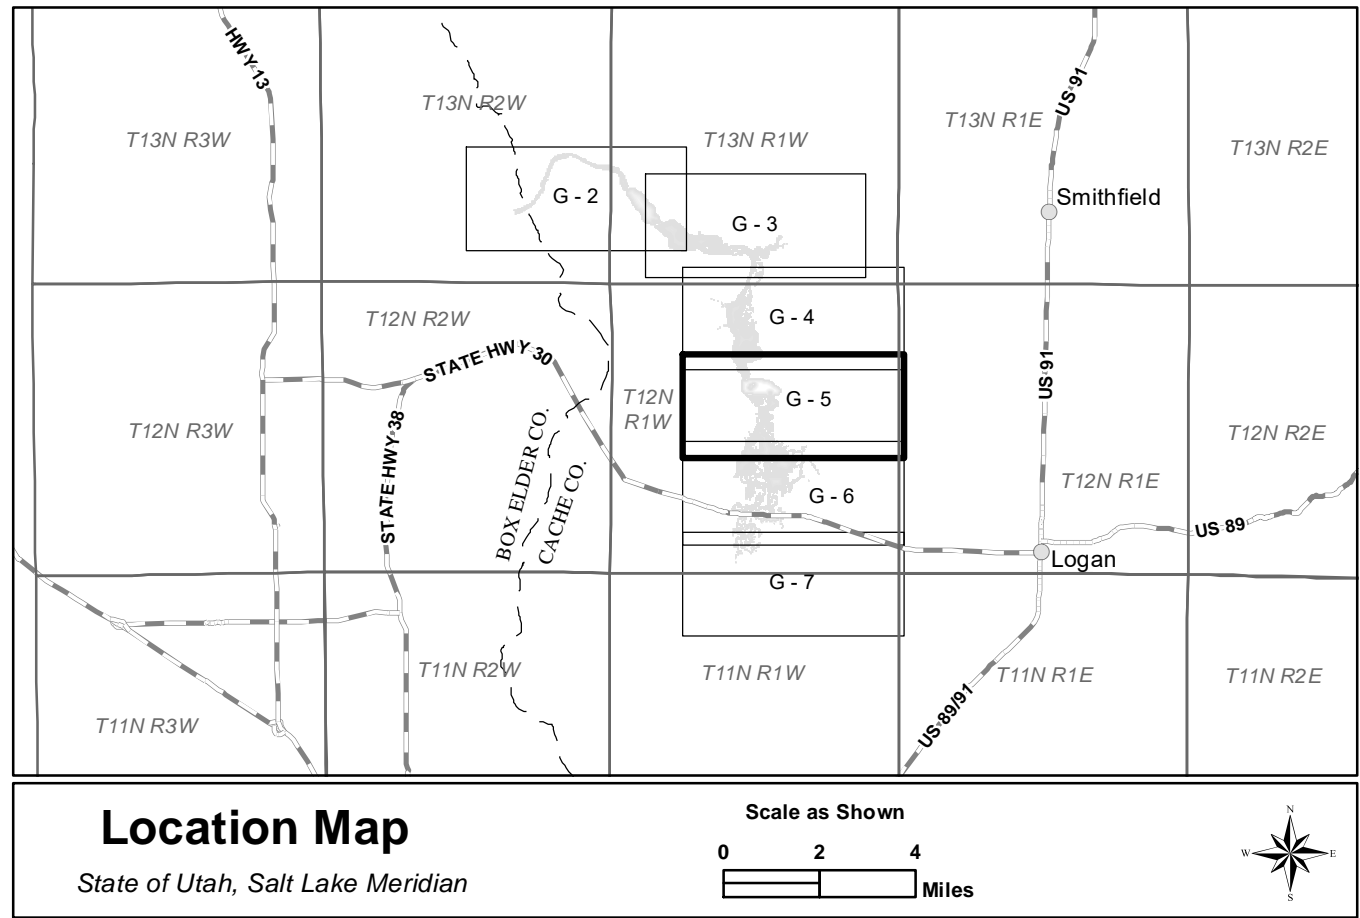 HWY 13
T13N R2W
US 91
T13N R3W
T13N R1W
T13N R1E
T13N R2E
G - 2
G - 3
Smithfield
T12N R2W
G - 4
STATE HWY 30
US 91
T12N
R1W
G - 5
STATE HWY 38
T12N R3W
BOX ELDER CO.
CACHE CO.
T12N R2E
T12N R1E
G - 6
US 89
Logan
G - 7
T11N R2W
T11N R1W
T11N R1E
T11N R2E
T11N R3W
US 89/91
Location Map
State of Utah, Salt Lake Meridian
Scale as Shown
0 2 4
Miles
N
W E
S